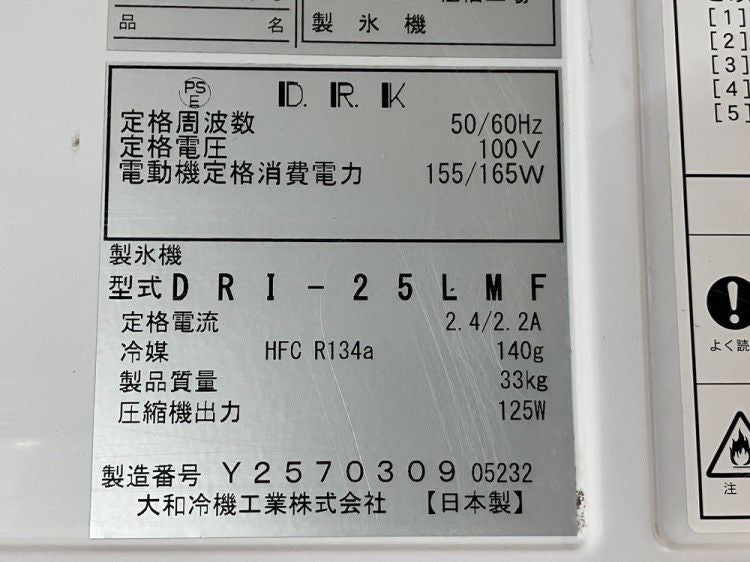 品 名
製 氷 機
PS
E
D. R. K
定格周波数 50/60Hz
定格電圧 100V
電動機定格消費電力 155/165W
製氷機
型式 DRI-25LMF
定格電流 2.4/2.2A
冷媒 HFC R134a 140g
製品質量 33kg
圧縮機出力 125W
製造番号 Y2570309 05232
大和冷機工業株式会社 【日本製】
[1]
[2]
[3]
[4]
[5]
よく読
注